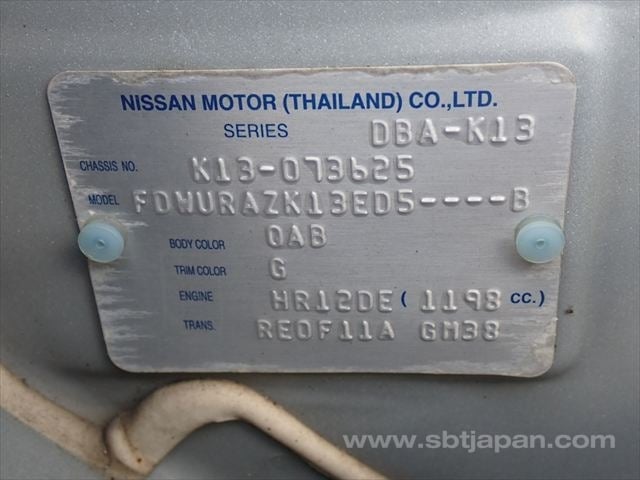 NISSAN MOTOR (THAILAND) CO.,LTD.
SERIES DBA-K13
CHASSIS NO. K13-073625
MODEL FDWURAZK13ED5----B
BODY COLOR QAB
TRIM COLOR G
ENGINE HR12DE ( 1198 CC. )
TRANS. RE0F11A GM38
www.sbtjapan.com